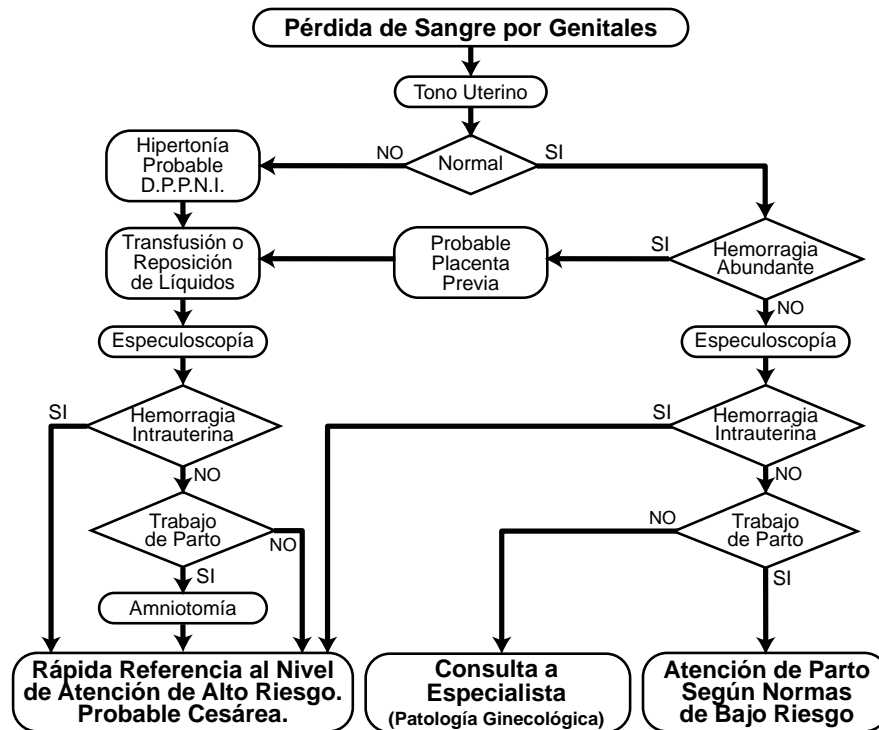 Pérdida de Sangre por Genitales
Tono Uterino
Normal
NO
SI
Hipertonía
Probable
D.P.P.N.I.
Transfusión o
Reposición
de Líquidos
Probable
Placenta
Previa
SI
Hemorragia
Abundante
NO
Especuloscopía
Especuloscopía
SI
Hemorragia
Intrauterina
NO
SI
Hemorragia
Intrauterina
NO
Trabajo
de Parto
NO
SI
NO
Trabajo
de Parto
SI
Amniotomía
Rápida Referencia al Nivel
de Atención de Alto Riesgo.
Probable Cesárea.
Consulta a
Especialista
(Patología Ginecológica)
Atención de Parto
Según Normas
de Bajo Riesgo